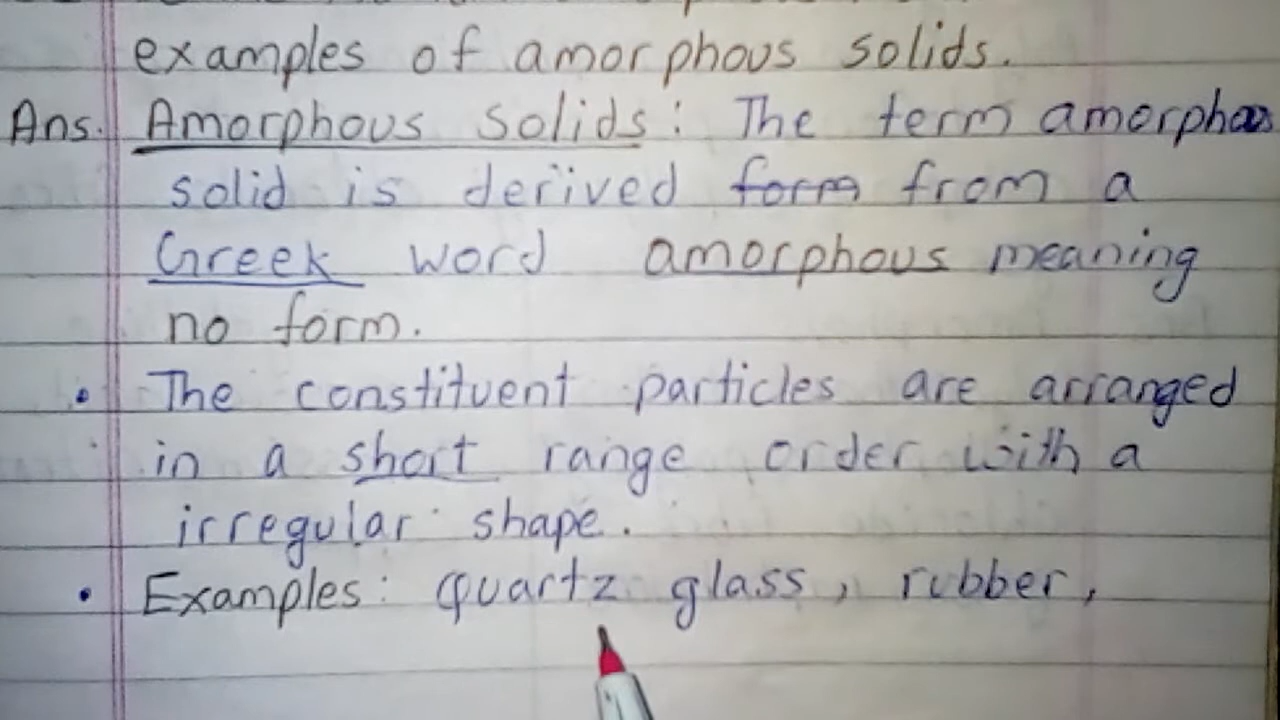 examples of amorphous solids.
Ans. Amorphous solids: The term amorphous
solid is derived form from a
Greek word amorphous meaning
no form.
• The constituent particles are arranged
in a short range order with a
irregular shape.
• Examples: quartz glass, rubber,